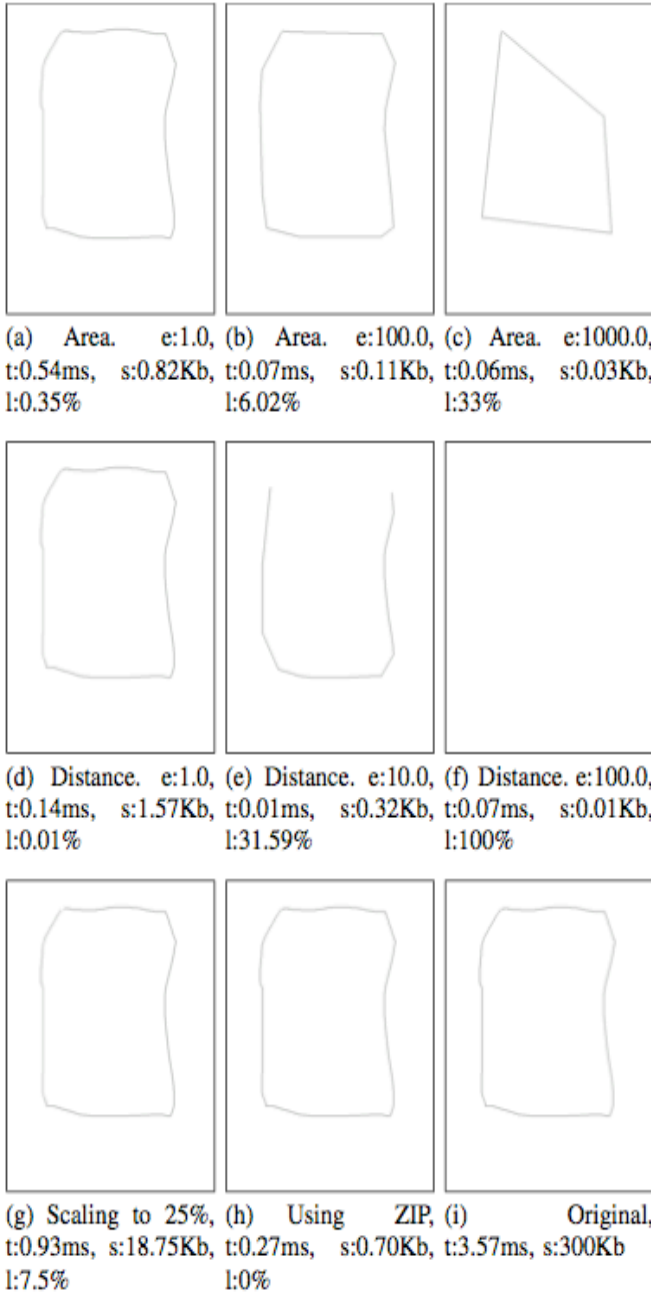 (a) Area. e:1.0,
t:0.54ms, s:0.82Kb,
l:0.35%
(b) Area. e:100.0,
t:0.07ms, s:0.11Kb,
l:6.02%
(c) Area. e:1000.0,
t:0.06ms, s:0.03Kb,
l:33%
(d) Distance. e:1.0,
t:0.14ms, s:1.57Kb,
l:0.01%
(e) Distance. e:10.0,
t:0.01ms, s:0.32Kb,
l:31.59%
(f) Distance. e:100.0,
t:0.07ms, s:0.01Kb,
l:100%
(g) Scaling to 25%,
t:0.93ms, s:18.75Kb,
l:7.5%
(h) Using ZIP,
t:0.27ms, s:0.70Kb,
l:0%
(i) Original,
t:3.57ms, s:300Kb